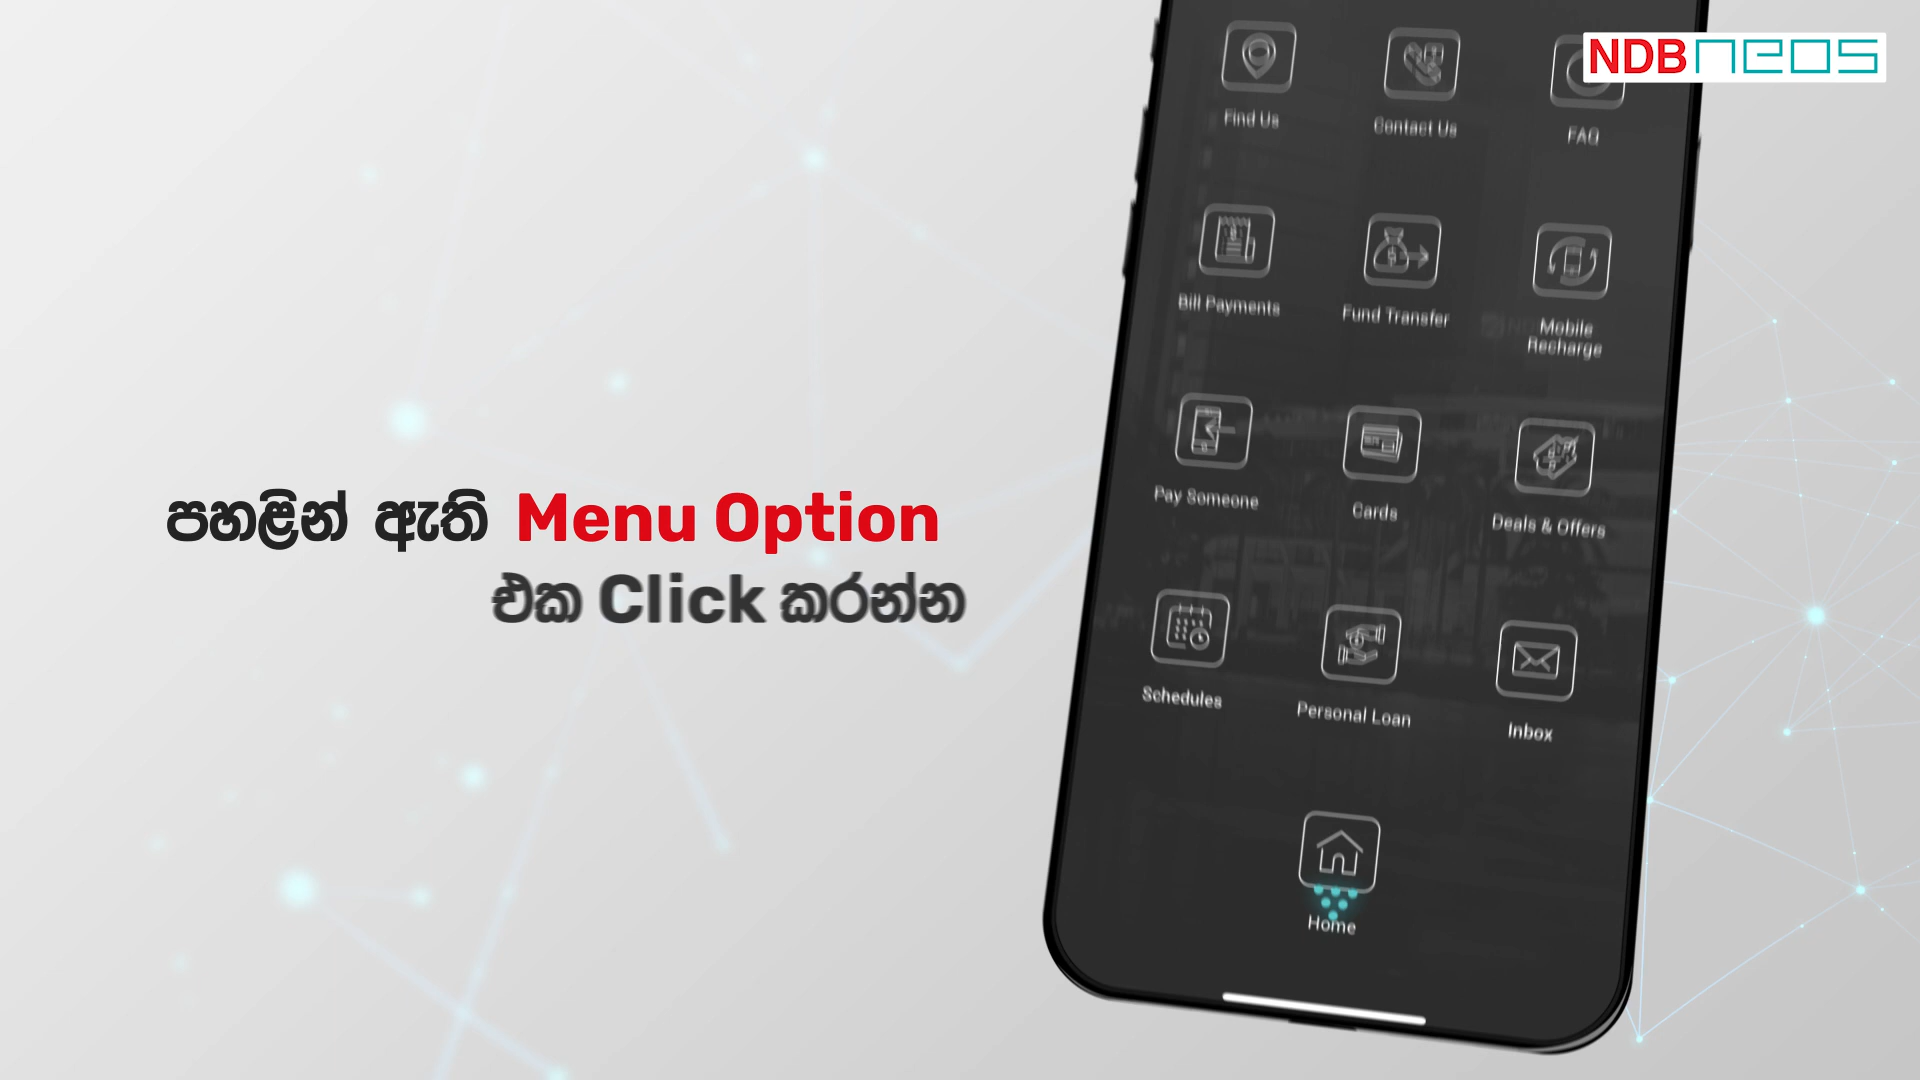 NDB neos
Find Us
Contact Us
FAQ
Bill Payments
Fund Transfer
Mobile
Recharge
Pay Someone
Cards
Deals & Offers
පහළින් ඇති Menu Option
එක Click කරන්න
Schedules
Personal Loan
Inbox
Home